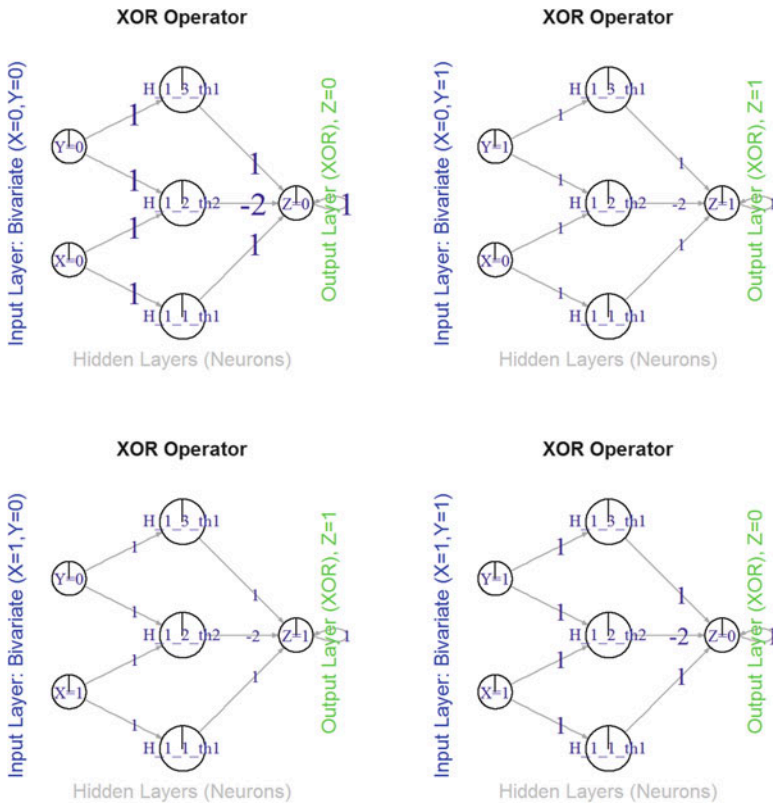 XOR Operator
Input Layer: Bivariate (X=0,Y=0)
H_1_3_th1
1
1
Y=0
1
H_1_2_th2
-2
Z=0
1
1
X=0
1
1
H_1_1_th1
Output Layer (XOR), Z=0
Hidden Layers (Neurons)
XOR Operator
Input Layer: Bivariate (X=0,Y=1)
H_1_3_th1
1
1
Y=1
1
H_1_2_th2
-2
Z=1
1
1
X=0
1
1
H_1_1_th1
Output Layer (XOR), Z=1
Hidden Layers (Neurons)
XOR Operator
Input Layer: Bivariate (X=1,Y=0)
H_1_3_th1
1
1
Y=0
1
H_1_2_th2
-2
Z=1
1
1
X=1
1
1
H_1_1_th1
Output Layer (XOR), Z=1
Hidden Layers (Neurons)
XOR Operator
Input Layer: Bivariate (X=1,Y=1)
H_1_3_th1
1
1
Y=1
1
H_1_2_th2
-2
Z=0
1
1
X=1
1
1
H_1_1_th1
Output Layer (XOR), Z=0
Hidden Layers (Neurons)